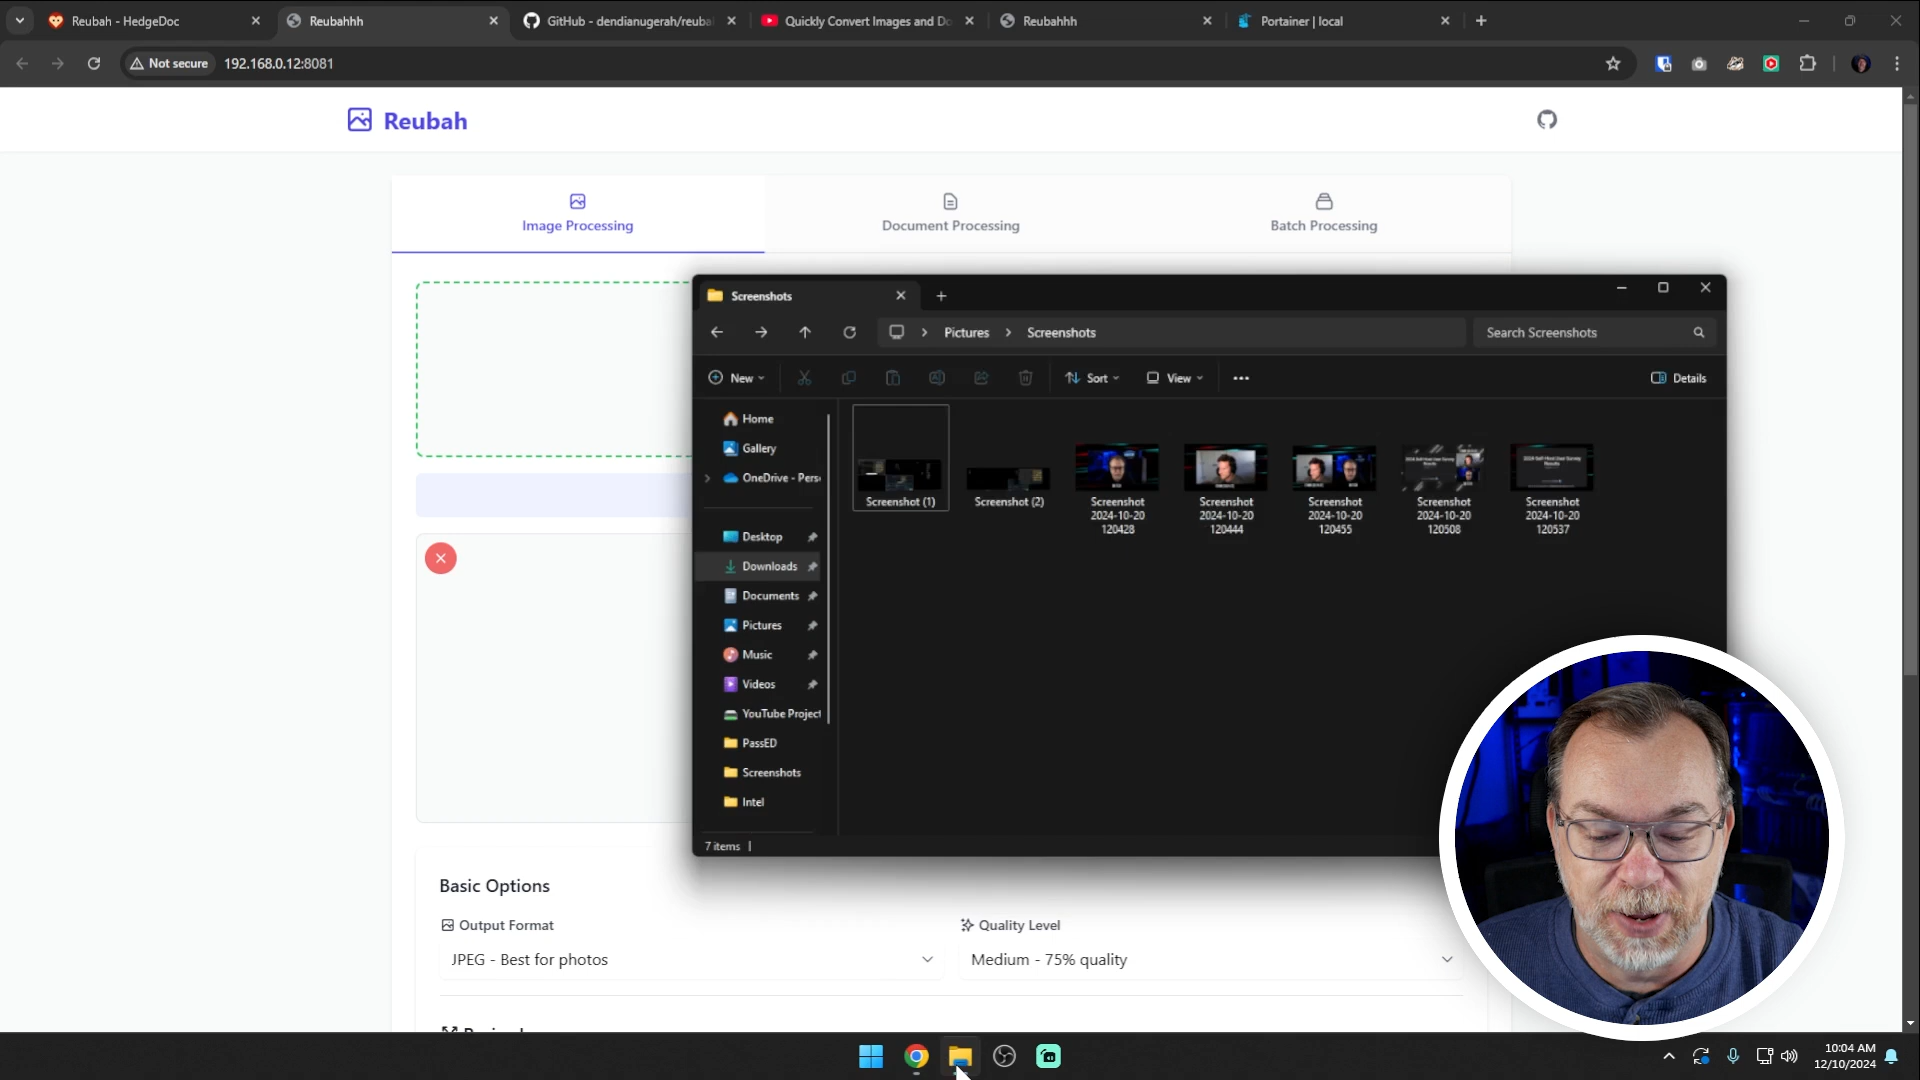 Reubah - HedgeDoc
Reubahhh
GitHub - dendianugerah/reuba
Quickly Convert Images and Do
Reubahhh
Portainer | local
Not secure
192.168.0.12:8081
Reubah
Image Processing
Document Processing
Batch Processing
Screenshots
Pictures
Screenshots
Search Screenshots
New
Sort
View
Details
Home
Gallery
OneDrive - Pers
Desktop
Downloads
Documents
Pictures
Music
Videos
YouTube Project
PassED
Screenshots
Intel
Screenshot (1)
Screenshot (2)
Screenshot
2024-10-20
120428
Screenshot
2024-10-20
120444
Screenshot
2024-10-20
120455
Screenshot
2024-10-20
120508
Screenshot
2024-10-20
120537
7 items
Basic Options
Output Format
JPEG - Best for photos
Quality Level
Medium - 75% quality
10:04 AM
12/10/2024